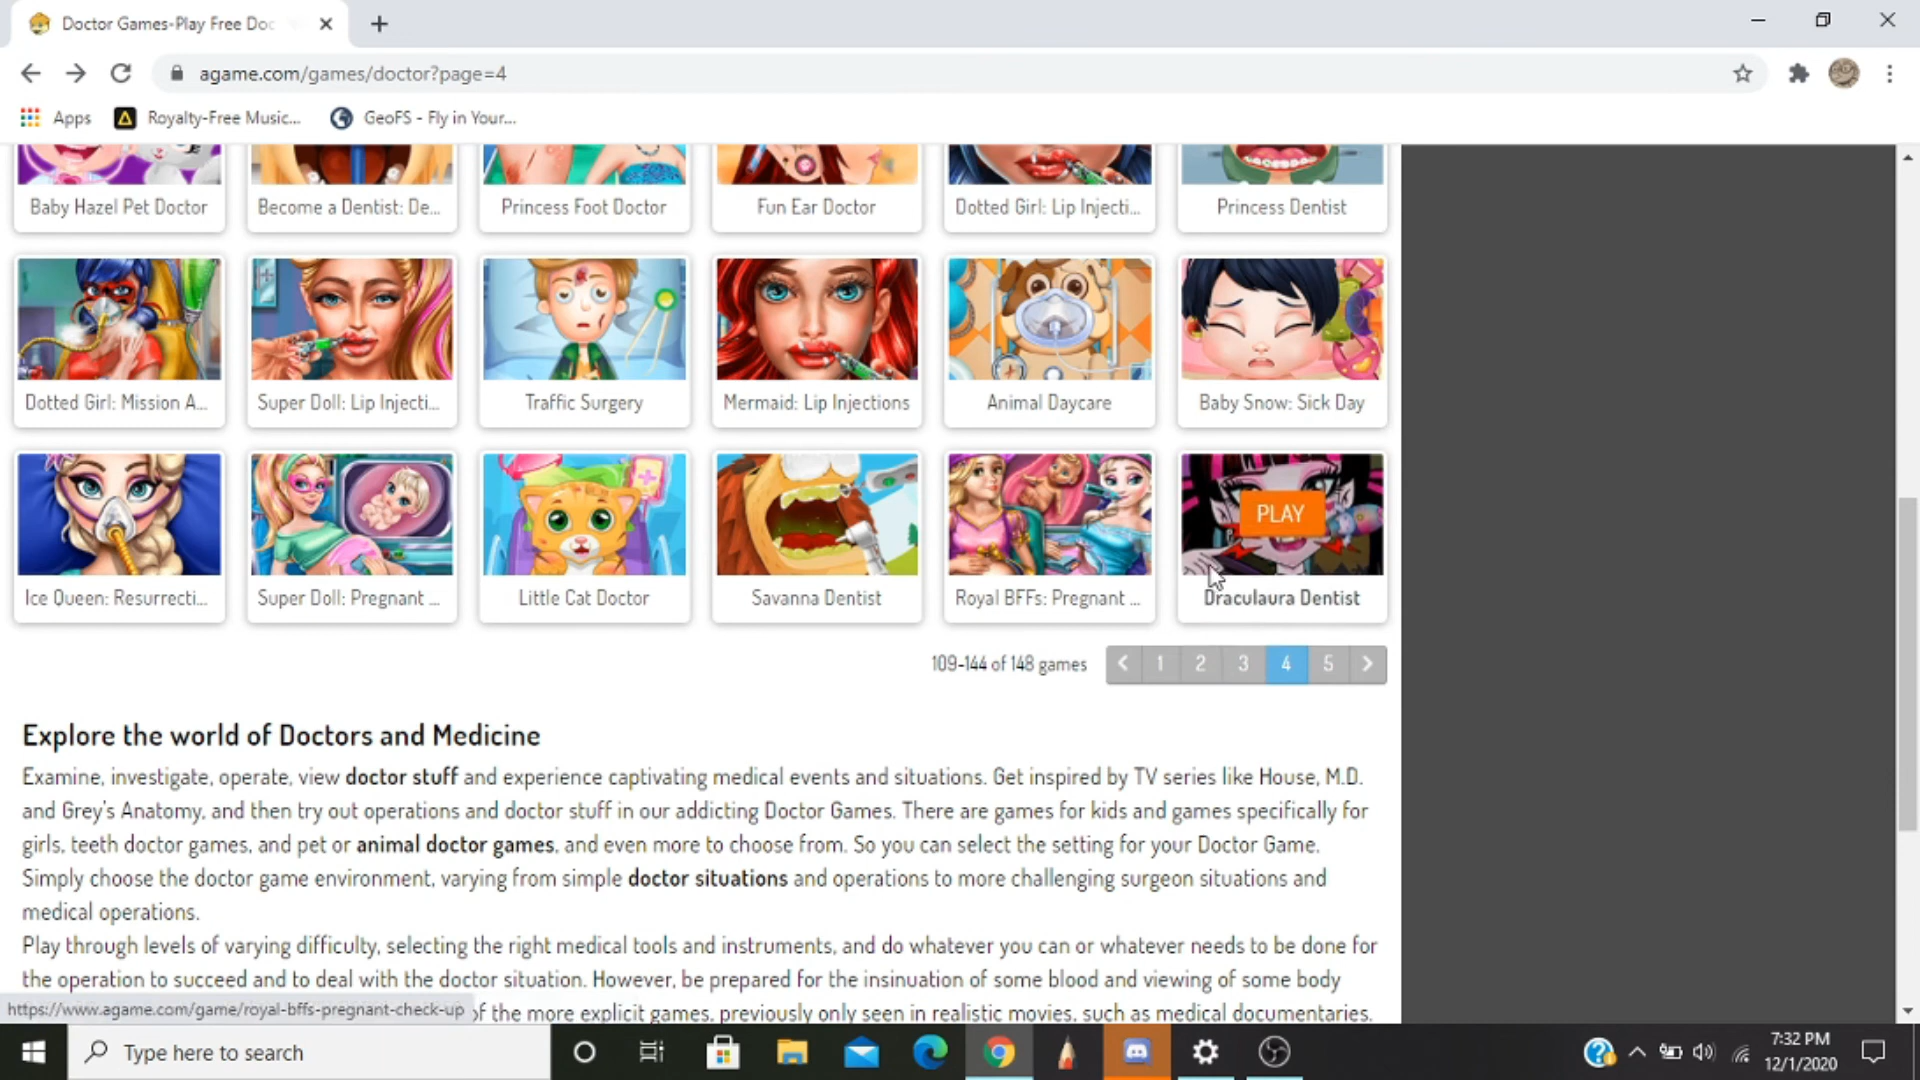 Doctor Games-Play Free Doc
agame.com/games/doctor?page=4
Apps
Royalty-Free Music...
GeoFS - Fly in Your...
Baby Hazel Pet Doctor
Become a Dentist: De...
Princess Foot Doctor
Fun Ear Doctor
Dotted Girl: Lip Injecti...
Princess Dentist
Dotted Girl: Mission A...
Super Doll: Lip Injecti...
Traffic Surgery
Mermaid: Lip Injections
Animal Daycare
Baby Snow: Sick Day
PLAY
Ice Queen: Resurrecti...
Super Doll: Pregnant ...
Little Cat Doctor
Savanna Dentist
Royal BFFs: Pregnant ...
Draculaura Dentist
109-144 of 148 games
1 2 3 4 5
Explore the world of Doctors and Medicine
Examine, investigate, operate, view doctor stuff and experience captivating medical events and situations. Get inspired by TV series like House, M.D.
and Grey's Anatomy, and then try out operations and doctor stuff in our addicting Doctor Games. There are games for kids and games specifically for
girls, teeth doctor games, and pet or animal doctor games, and even more to choose from. So you can select the setting for your Doctor Game.
Simply choose the doctor game environment, varying from simple doctor situations and operations to more challenging surgeon situations and
medical operations.
Play through levels of varying difficulty, selecting the right medical tools and instruments, and do whatever you can or whatever needs to be done for
the operation to succeed and to deal with the doctor situation. However, be prepared for the insinuation of some blood and viewing of some body
https://www.agame.com/game/royal-bffs-pregnant-check-up
of the more explicit games, previously only seen in realistic movies, such as medical documentaries.
Type here to search
7:32 PM
12/1/2020